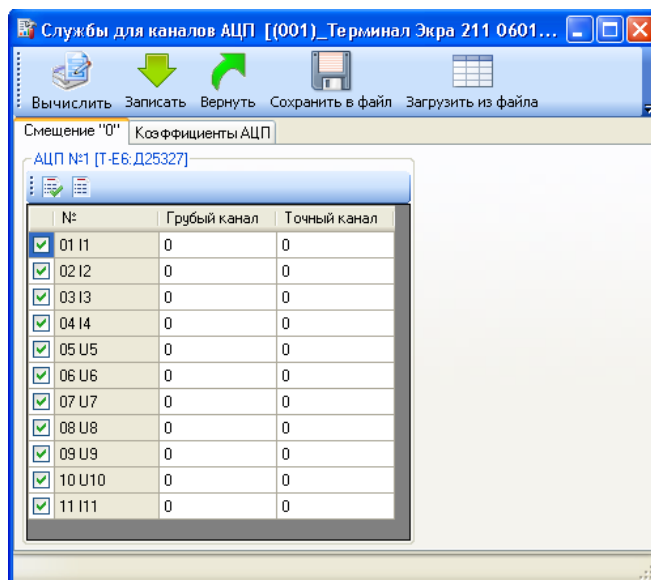 Службы для каналов АЦП [(001)_Терминал Экра 211 0601...
Вычислить Записать Вернуть Сохранить в файл Загрузить из файла
Смещение "0" Коэффициенты АЦП
АЦП №1 [Т-Е6:Д25327]
№ Грубый канал Точный канал
01 I1 0 0
02 I2 0 0
03 I3 0 0
04 I4 0 0
05 U5 0 0
06 U6 0 0
07 U7 0 0
08 U8 0 0
09 U9 0 0
10 U10 0 0
11 I11 0 0